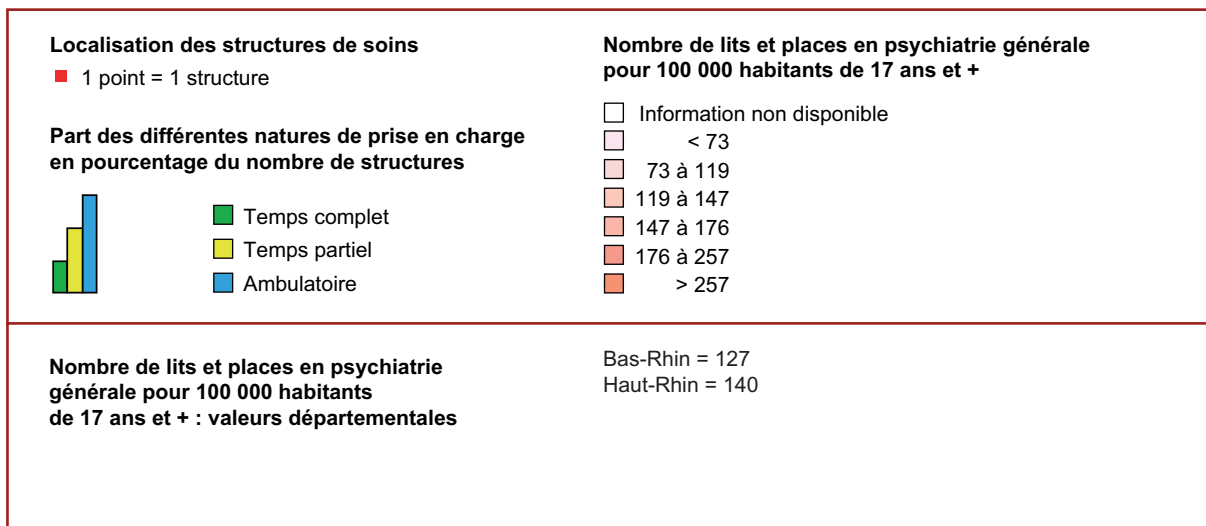 Localisation des structures de soins
1 point = 1 structure
Part des différentes natures de prise en charge
en pourcentage du nombre de structures
Temps complet
Temps partiel
Ambulatoire
Nombre de lits et places en psychiatrie générale
pour 100 000 habitants de 17 ans et +
Information non disponible
< 73
73 à 119
119 à 147
147 à 176
176 à 257
> 257
Nombre de lits et places en psychiatrie
générale pour 100 000 habitants
de 17 ans et + : valeurs départementales
Bas-Rhin = 127
Haut-Rhin = 140